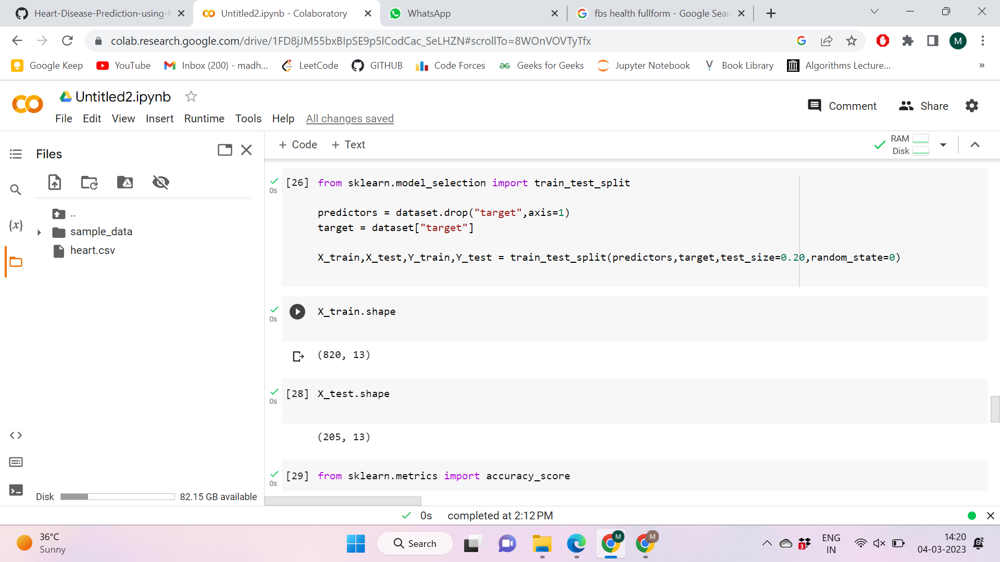 Heart-Disease-Prediction-using-M
Untitled2.ipynb - Colaboratory
WhatsApp
fbs health fullform - Google Sear
colab.research.google.com/drive/1FD8jJM55bxBIpSE9p5lCodCac_SeLHZN#scrollTo=8WOnVOVTyTfx
M
Google Keep
YouTube
Inbox (200) - madh...
LeetCode
GITHUB
Code Forces
Geeks for Geeks
Jupyter Notebook
Book Library
Algorithms Lecture...
»
Untitled2.ipynb
File Edit View Insert Runtime Tools Help All changes saved
Comment
Share
Files
+ Code + Text
RAM
Disk
..
sample_data
heart.csv
{x}
Disk 82.15 GB available
0s
[26] from sklearn.model_selection import train_test_split
predictors = dataset.drop("target",axis=1)
target = dataset["target"]
X_train,X_test,Y_train,Y_test = train_test_split(predictors,target,test_size=0.20,random_state=0)
0s
X_train.shape
(820, 13)
0s
[28] X_test.shape
(205, 13)
0s
[29] from sklearn.metrics import accuracy_score
0s completed at 2:12 PM
36°C
Sunny
Search
M
M
3
ENG
IN
14:20
04-03-2023